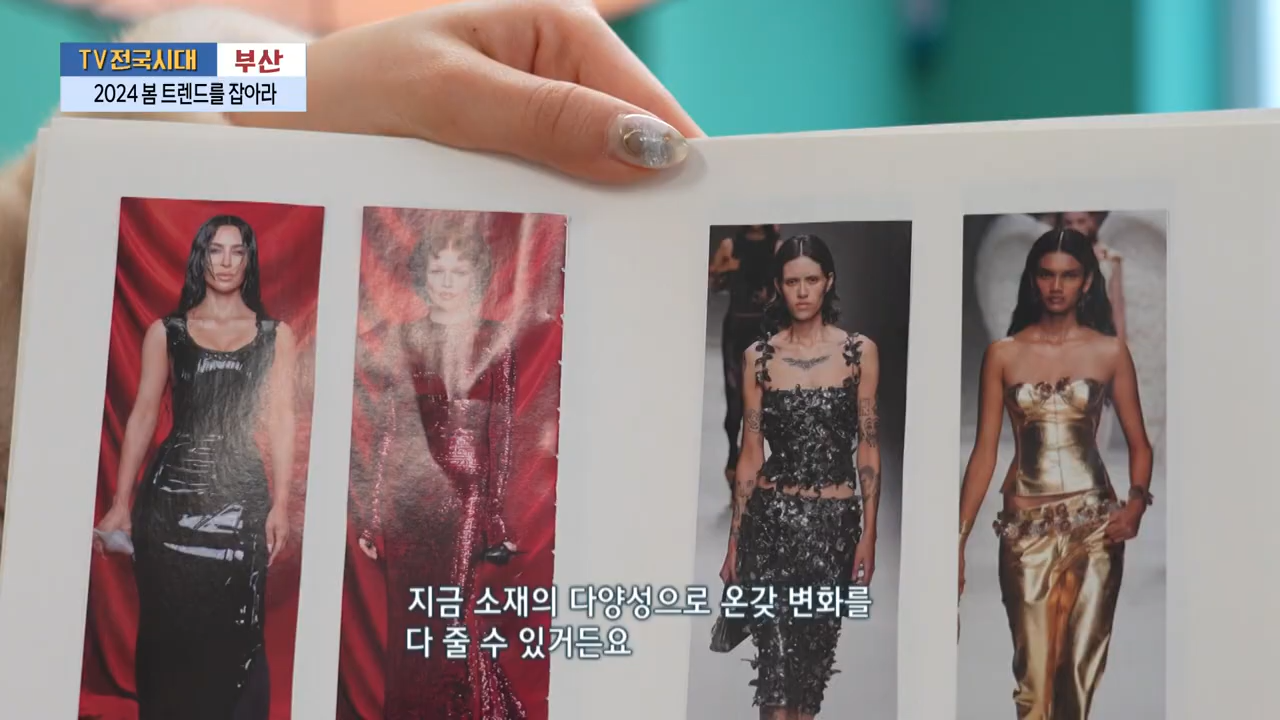 TV전국시대 부산
2024 봄 트렌드를 잡아라
지금 소재의 다양성으로 온갖 변화를
다 줄 수 있거든요